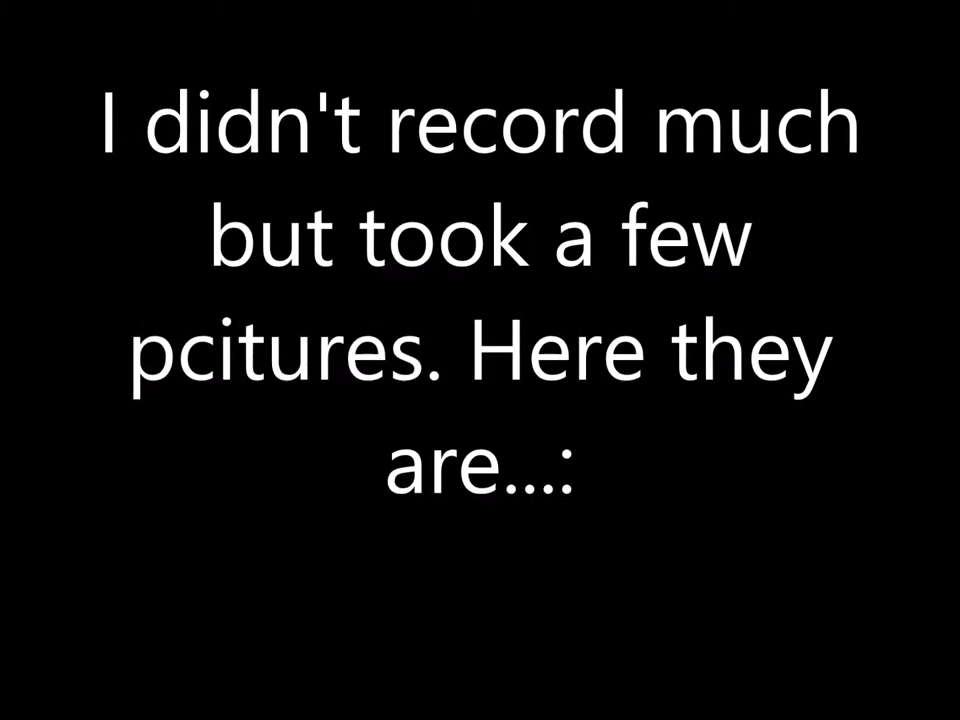 I didn't record much
but took a few
pcitures. Here they
are...: